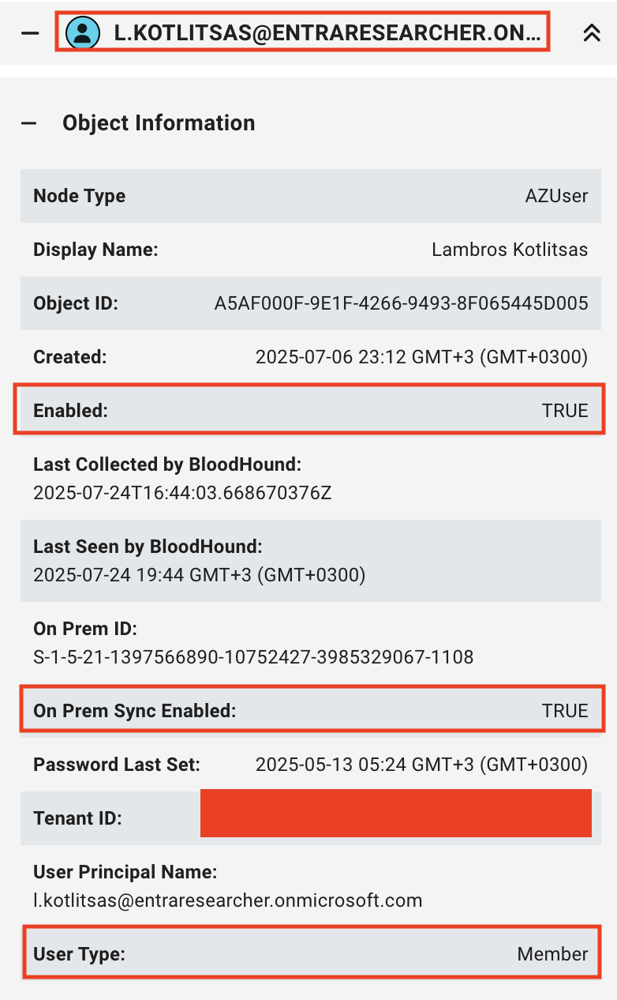 L.KOTLITSAS@ENTRARESEARCHER.ON...
Object Information
Node Type AZUser
Display Name: Lambros Kotlitsas
Object ID: A5AF000F-9E1F-4266-9493-8F065445D005
Created: 2025-07-06 23:12 GMT+3 (GMT+0300)
Enabled: TRUE
Last Collected by BloodHound:
2025-07-24T16:44:03.668670376Z
Last Seen by BloodHound:
2025-07-24 19:44 GMT+3 (GMT+0300)
On Prem ID:
S-1-5-21-1397566890-10752427-3985329067-1108
On Prem Sync Enabled: TRUE
Password Last Set: 2025-05-13 05:24 GMT+3 (GMT+0300)
Tenant ID:
User Principal Name:
l.kotlitsas@entraresearcher.onmicrosoft.com
User Type: Member